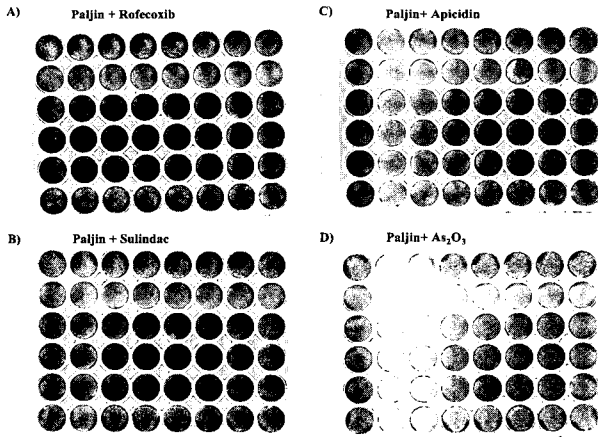 A) Paljin + Rofecoxib
B) Paljin + Sulindac
C) Paljin+ Apicidin
D) Paljin+ As₂O₃